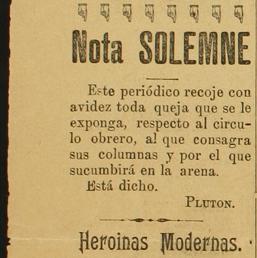 Nota SOLEMNE
Este periódico recoje con
avidez toda queja que se le
exponga, respecto al circu-
lo obrero, al que consagra
sus columnas y por el que
sucumbirá en la arena.
Está dicho.
PLUTON.
Heroinas Modernas.